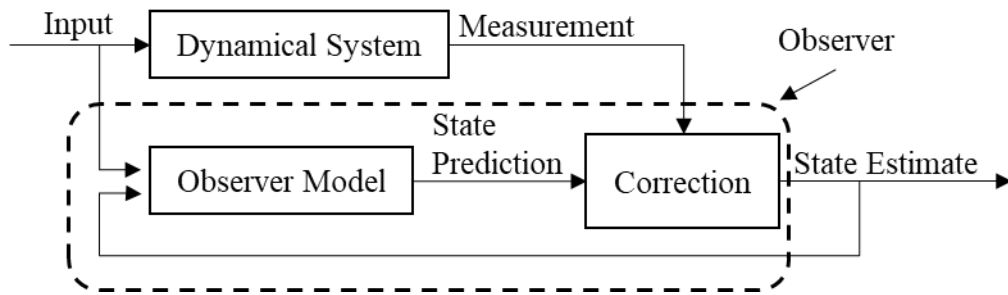 Input
Dynamical System
Measurement
Observer
Observer Model
State
Prediction
Correction
State Estimate